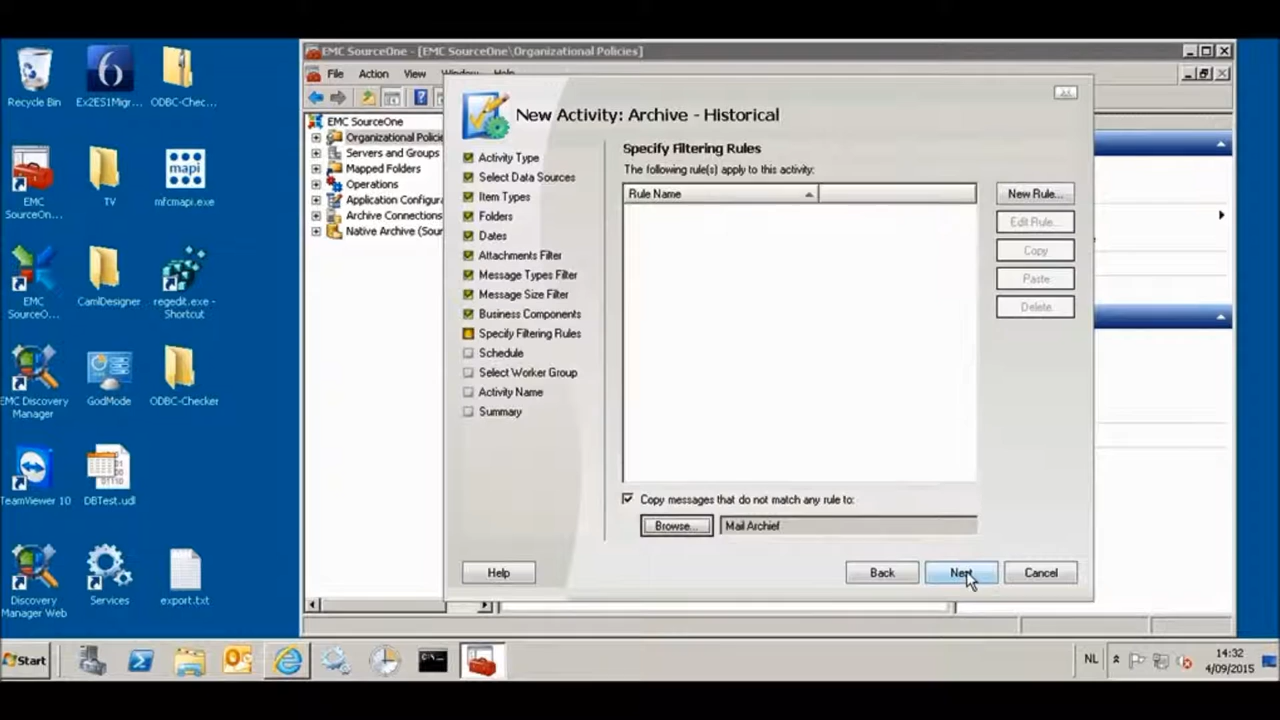 EMC SourceOne - [EMC SourceOne\Organizational Policies]
File Action View Window Help
Recycle Bin
Ex2ES1Migr...
ODBC-Chec...
EMC SourceOn...
TV
mfcmapi.exe
EMC SourceO...
CamlDesigner
regedit.exe - Shortcut
EMC Discovery Manager
GodMode
ODBC-Checker
TeamViewer 10
DBTest.udl
Discovery Manager Web
Services
export.txt
EMC SourceOne
Organizational Policie
Servers and Groups
Mapped Folders
Operations
Application Configura
Archive Connections
Native Archive (Sour
New Activity: Archive - Historical
Activity Type
Select Data Sources
Item Types
Folders
Dates
Attachments Filter
Message Types Filter
Message Size Filter
Business Components
Specify Filtering Rules
Schedule
Select Worker Group
Activity Name
Summary
Specify Filtering Rules
The following rule(s) apply to this activity:
Rule Name
New Rule...
Edit Rule...
Copy
Paste
Delete
Copy messages that do not match any rule to:
Browse... Mail Archief
Help Back Next Cancel
Start
NL
14:32
4/09/2015